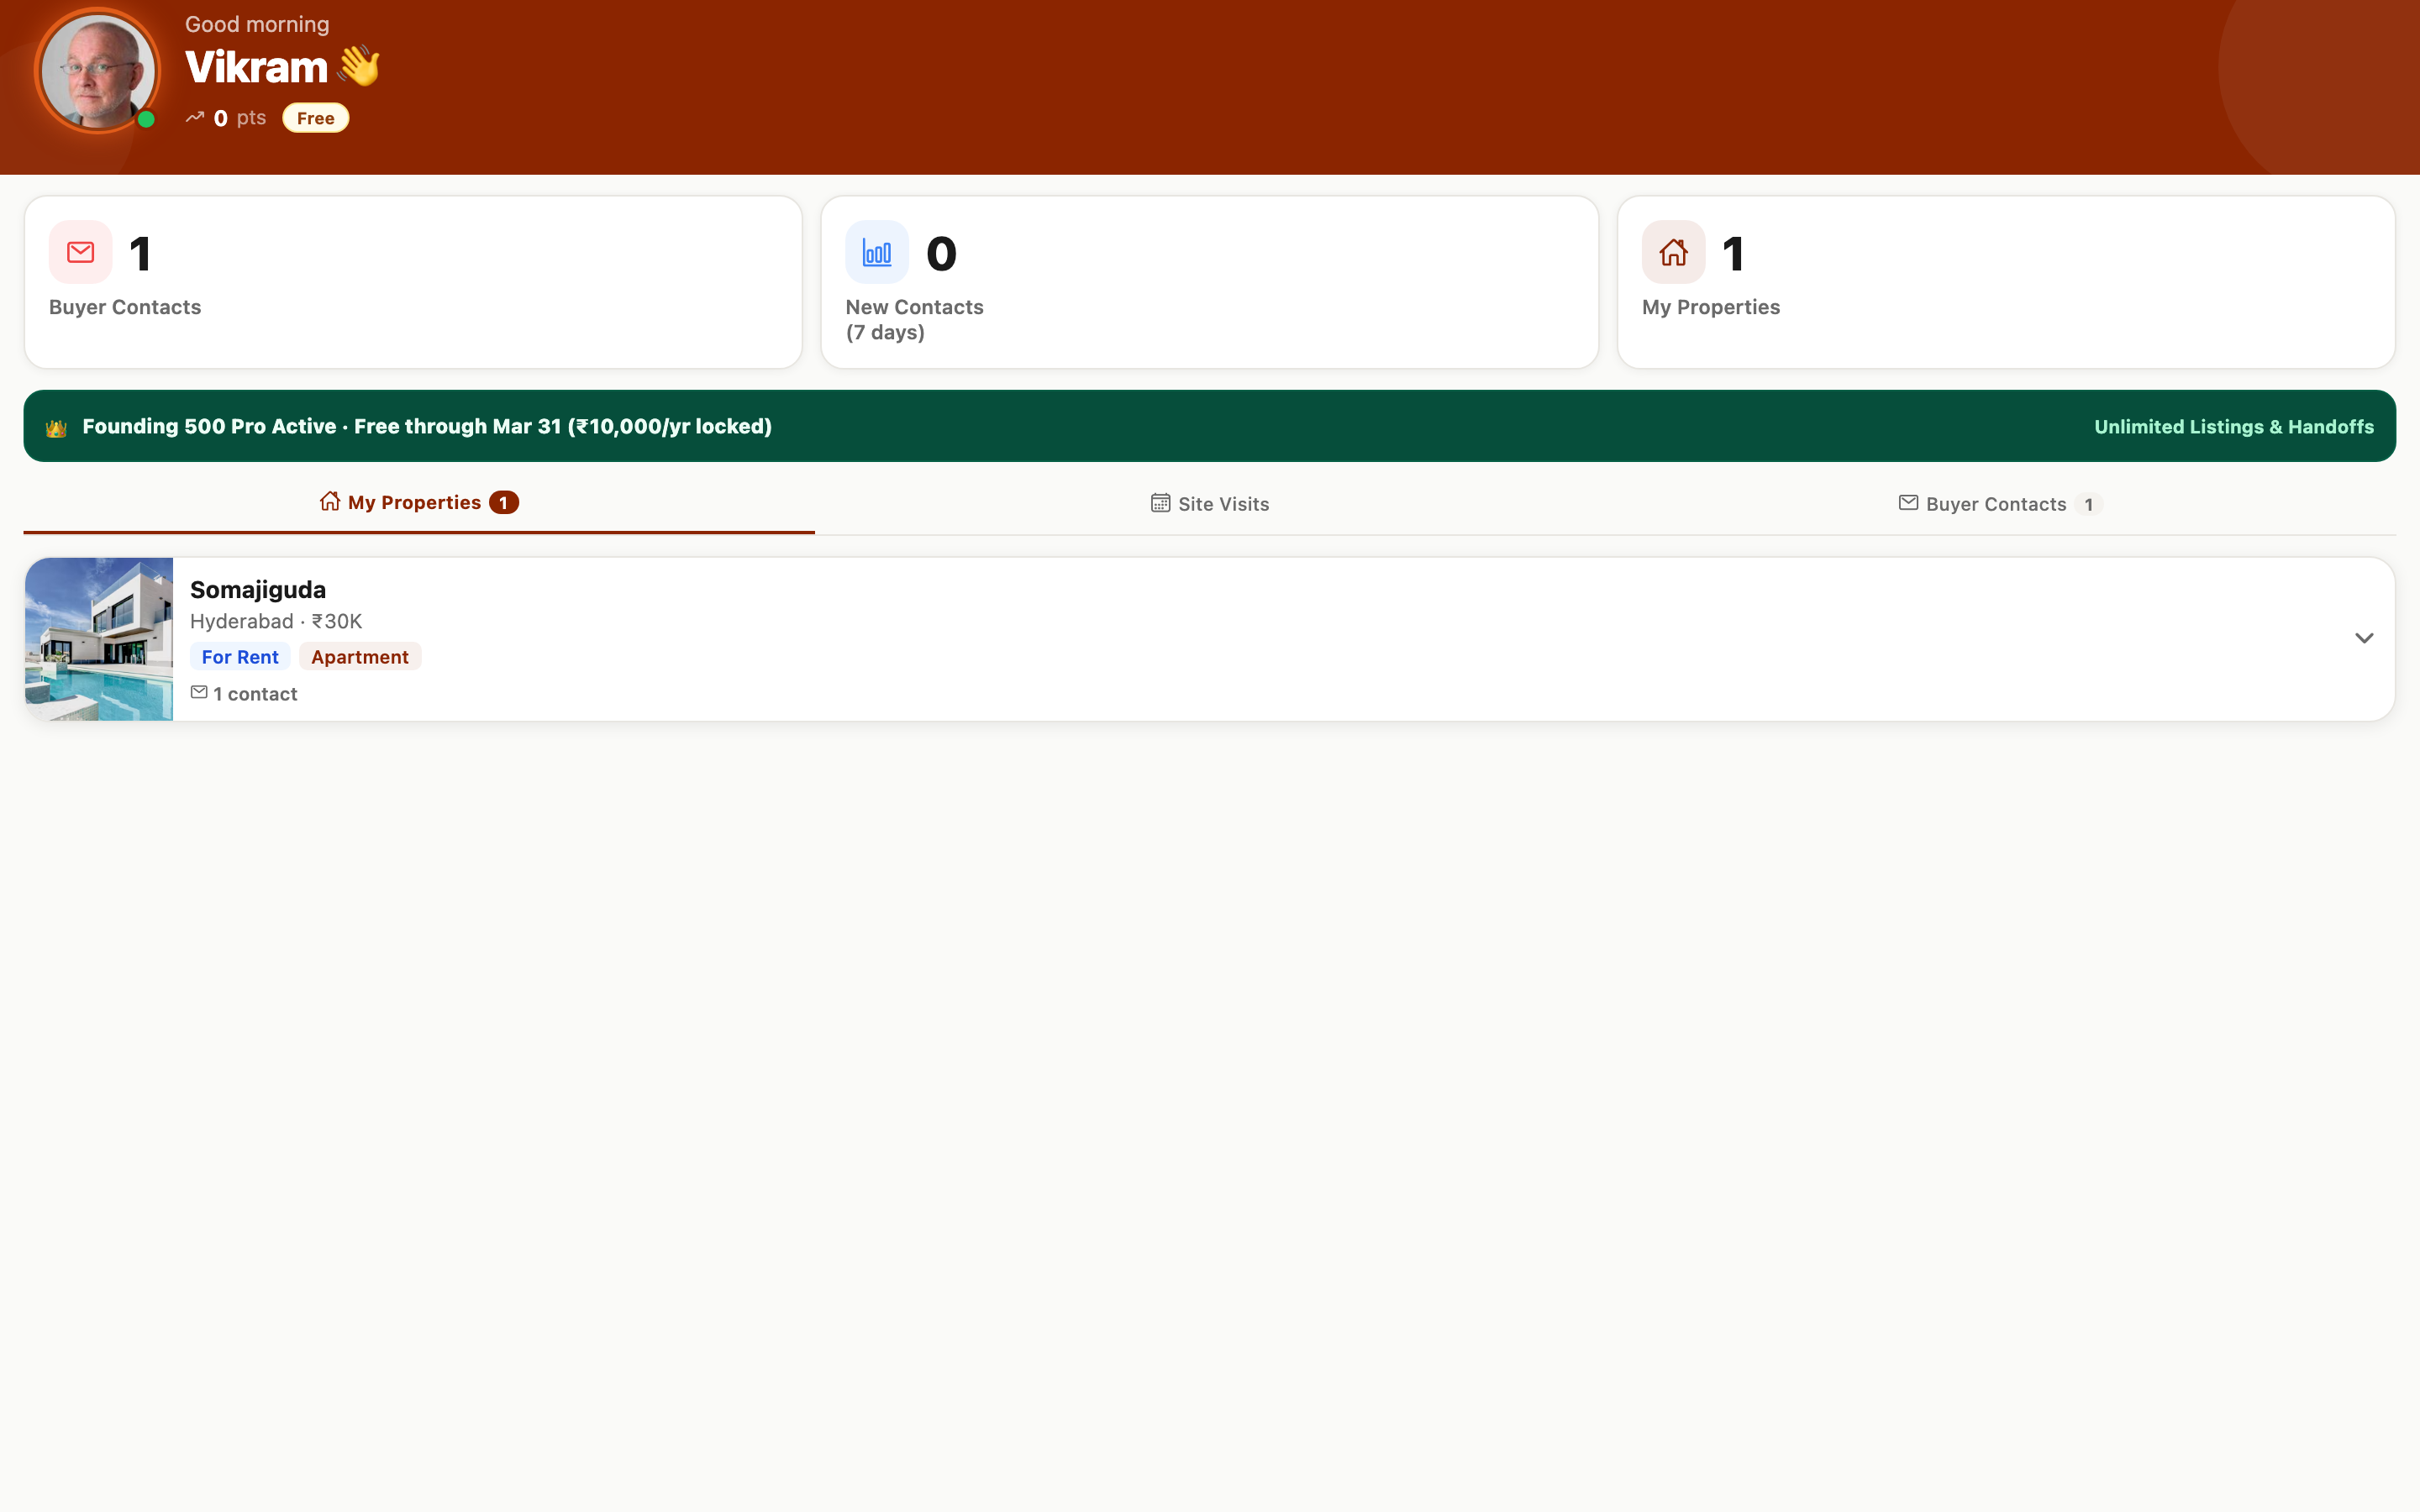 Good morning
Vikram 👋
0 pts Free
1
Buyer Contacts
0
New Contacts
(7 days)
1
My Properties
👑 Founding 500 Pro Active · Free through Mar 31 (₹10,000/yr locked)
Unlimited Listings & Handoffs
My Properties 1
Site Visits
Buyer Contacts 1
Somajiguda
Hyderabad · ₹30K
For Rent Apartment
1 contact